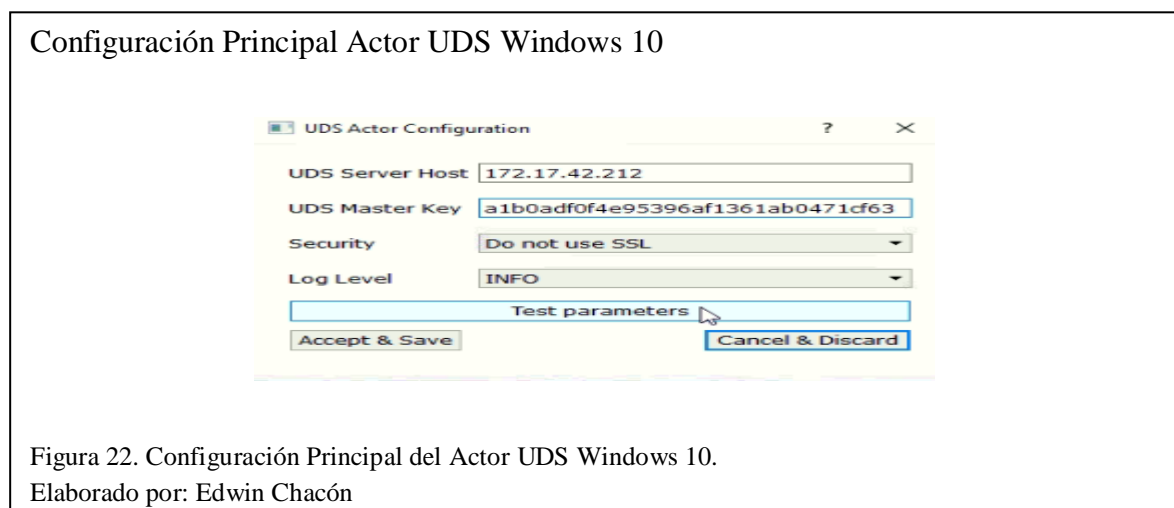 Configuración Principal Actor UDS Windows 10
UDS Actor Configuration ? ×
UDS Server Host 172.17.42.212
UDS Master Key a1b0adf0f4e95396af1361ab0471cf63
Security Do not use SSL
Log Level INFO
Test parameters
Accept & Save Cancel & Discard
Figura 22. Configuración Principal del Actor UDS Windows 10.
Elaborado por: Edwin Chacón